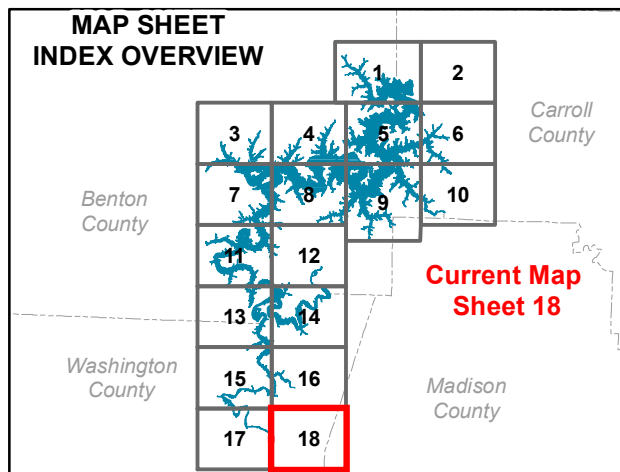 MAP SHEET
INDEX OVERVIEW
1
2
Carroll
County
3
4
5
6
Benton
County
7
8
9
10
11
12
Current Map
Sheet 18
13
14
Washington
County
15
16
Madison
County
17
18